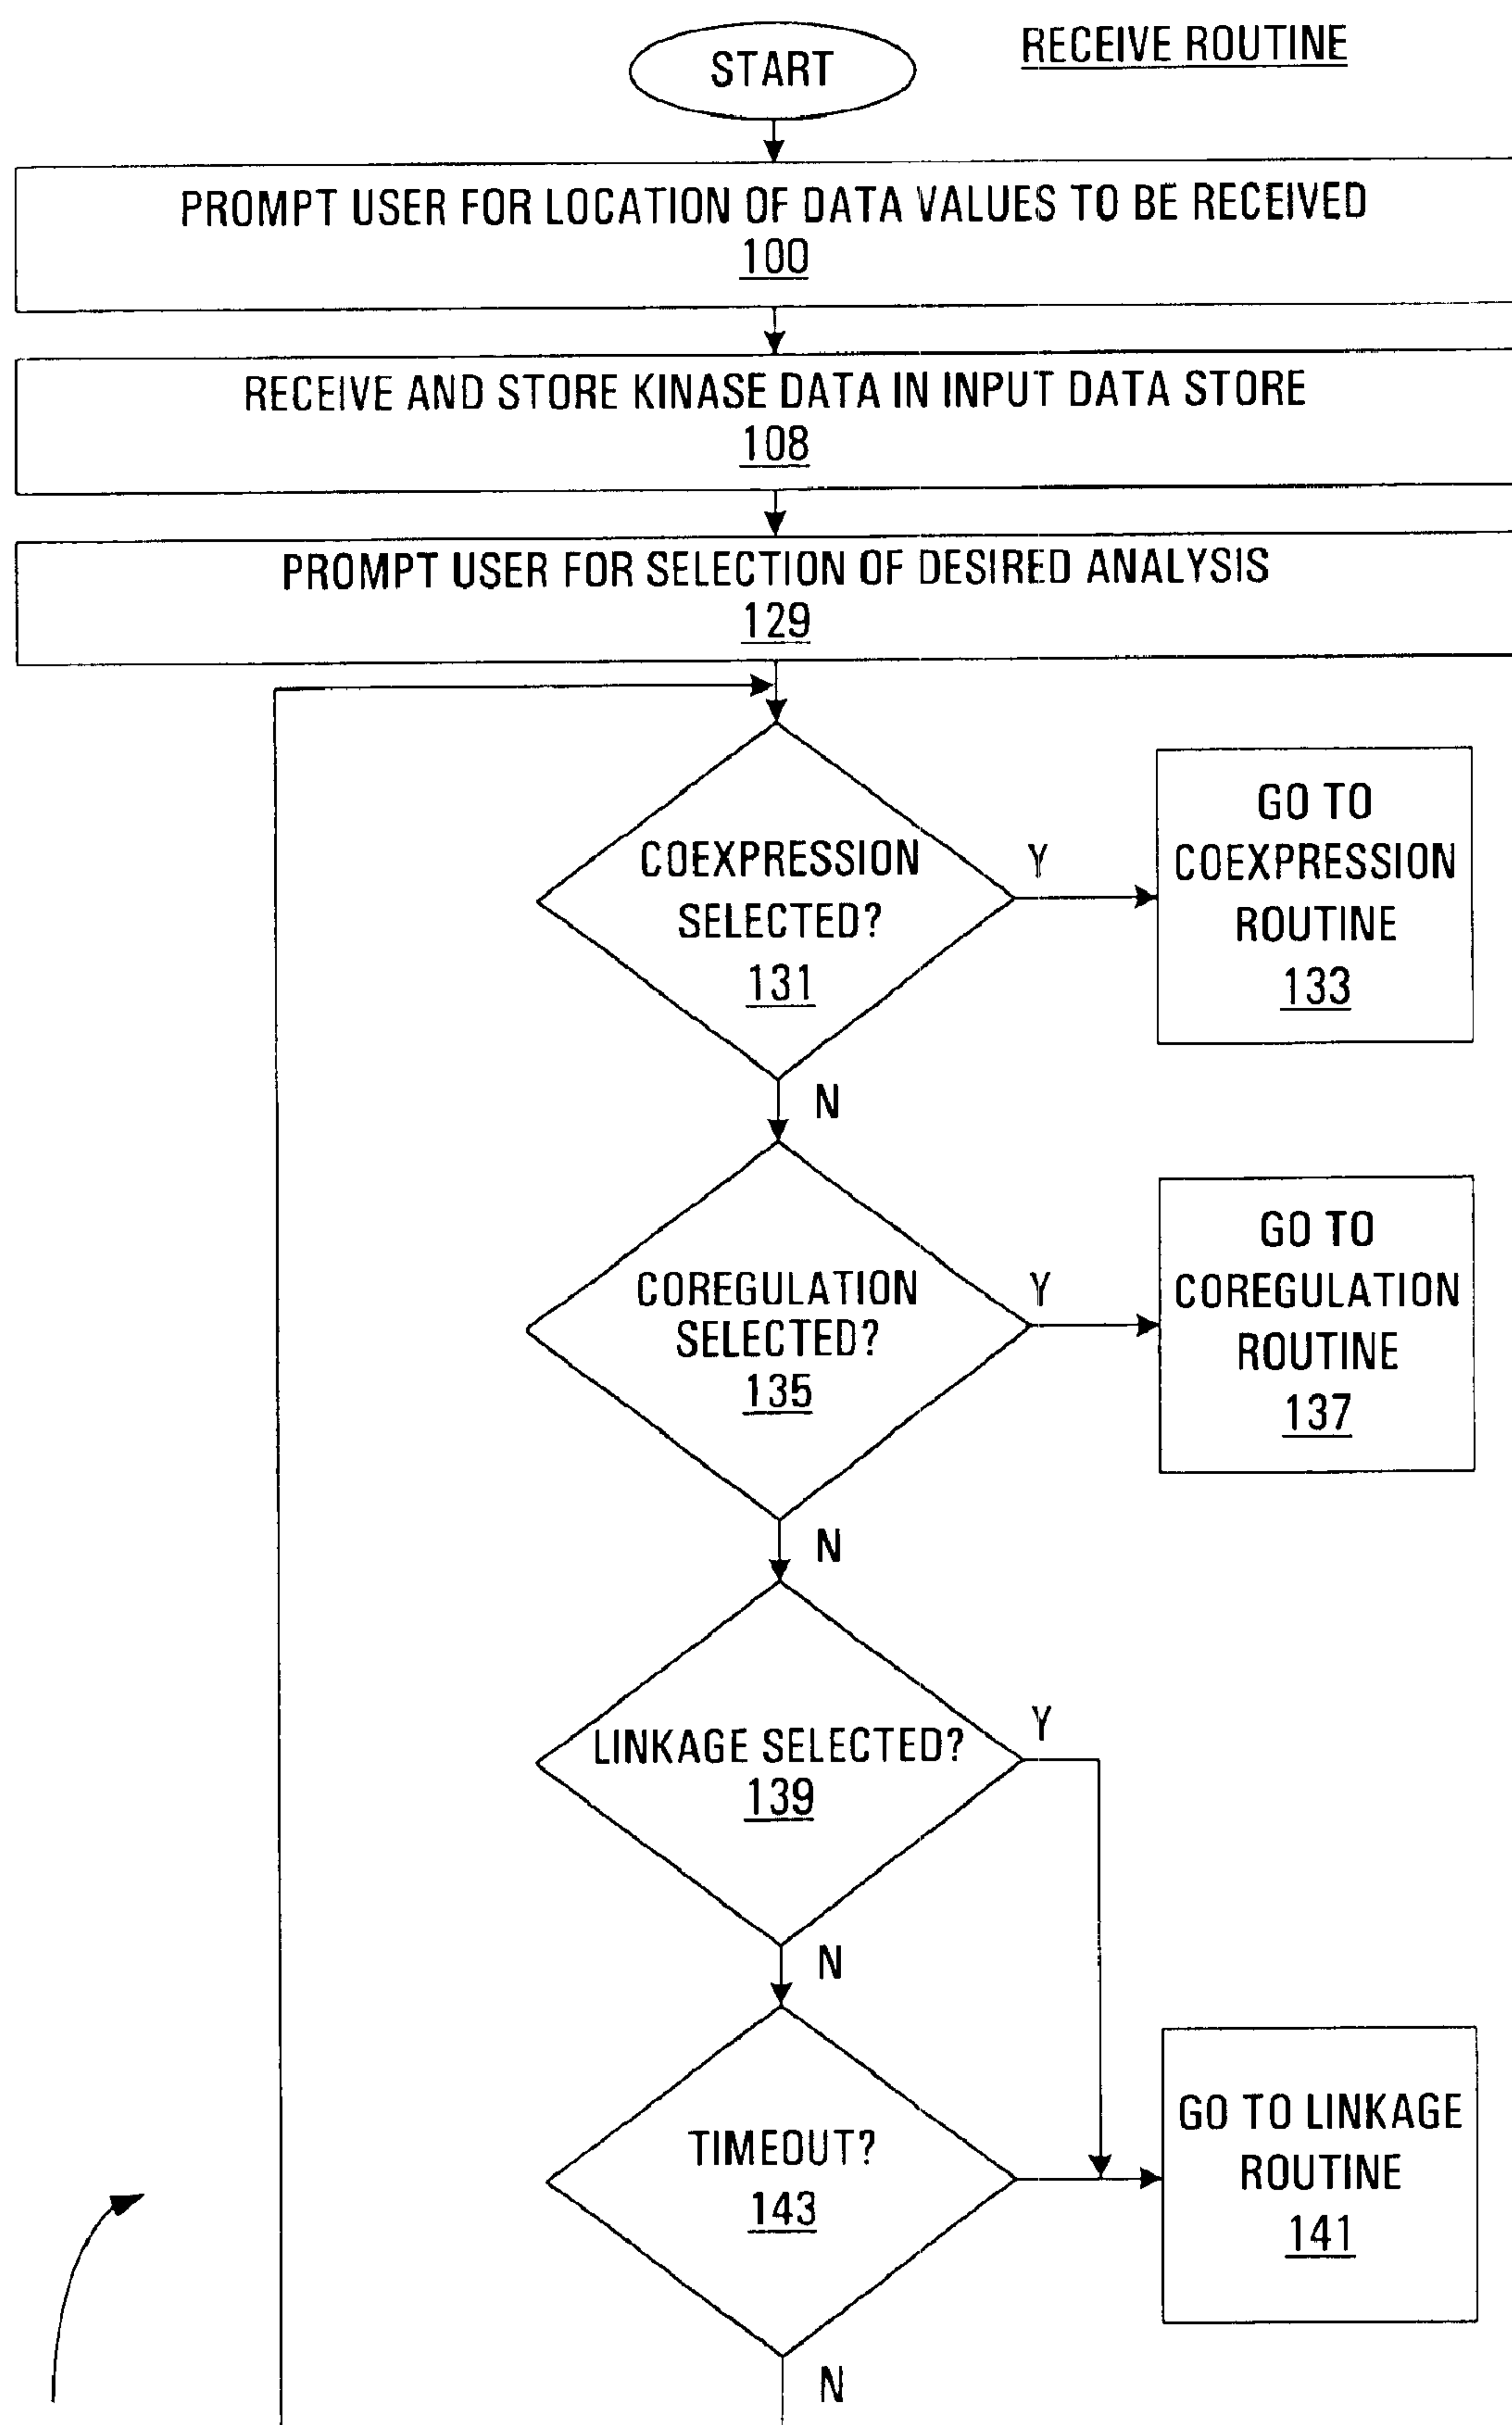 RECEIVE ROUTINE
START
PROMPT USER FOR LOCATION OF DATA VALUES TO BE RECEIVED
100
RECEIVE AND STORE KINASE DATA IN INPUT DATA STORE
108
PROMPT USER FOR SELECTION OF DESIRED ANALYSIS
129
COEXPRESSION
SELECTED?
131
Y
GO TO
COEXPRESSION
ROUTINE
133
N
COREGULATION
SELECTED?
135
Y
GO TO
COREGULATION
ROUTINE
137
N
LINKAGE SELECTED?
139
Y
N
TIMEOUT?
143
GO TO LINKAGE
ROUTINE
141
N